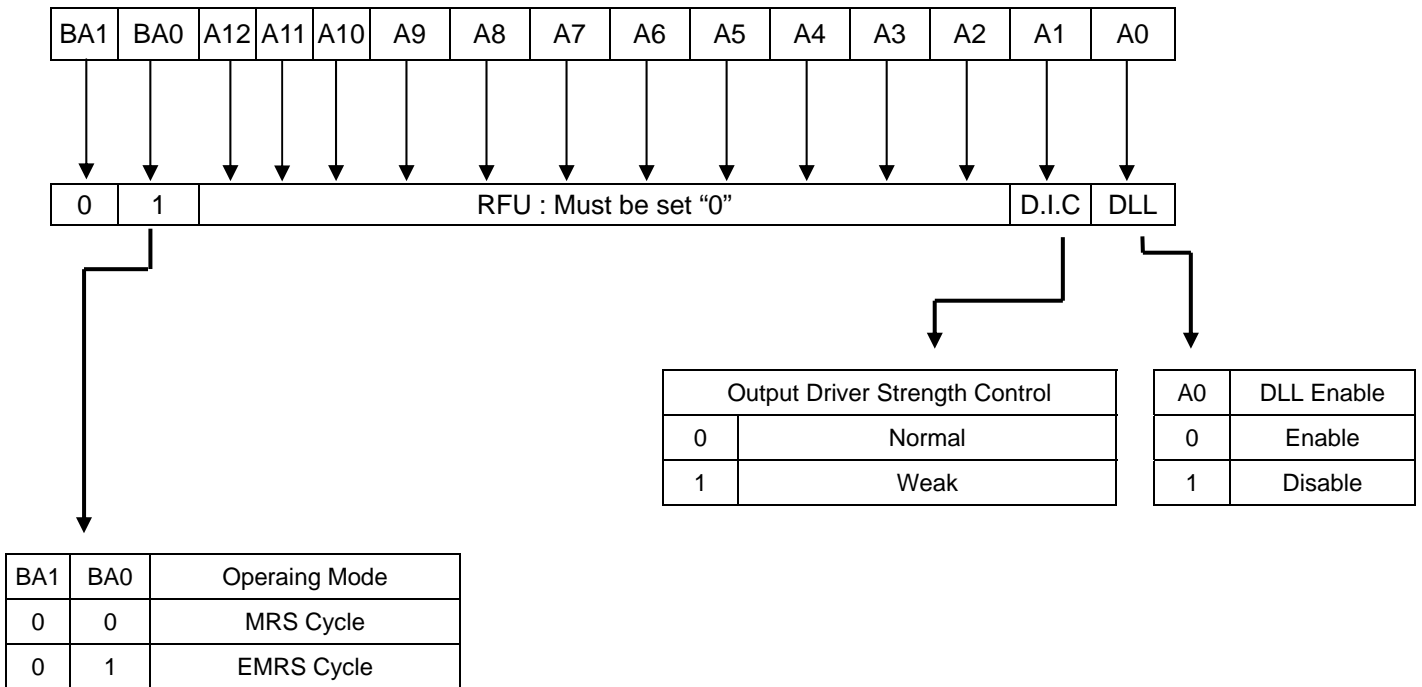 BA1 BA0 A12 A11 A10 A9 A8 A7 A6 A5 A4 A3 A2 A1 A0
0 1 RFU : Must be set “0” D.I.C DLL
Output Driver Strength Control
0 Normal
1 Weak
A0 DLL Enable
0 Enable
1 Disable
BA1 BA0 Operaing Mode
0 0 MRS Cycle
0 1 EMRS Cycle